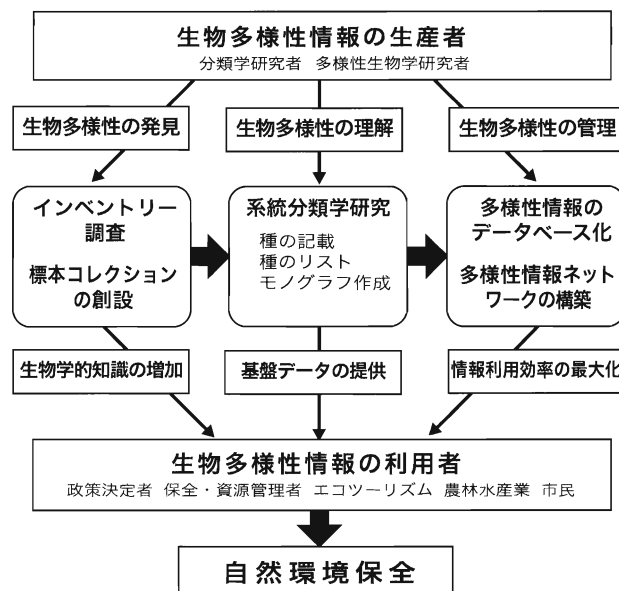 生物多様性情報の生産者
分類学研究者 多様性生物学研究者
生物多様性の発見
生物多様性の理解
生物多様性の管理
インベントリー
調査
標本コレクション
の創設
系統分類学研究
種の記載
種のリスト
モノグラフ作成
多様性情報の
データベース化
多様性情報ネット
ワークの構築
生物学的知識の増加
基盤データの提供
情報利用効率の最大化
生物多様性情報の利用者
政策決定者 保全・資源管理者 エコツーリズム 農林水産業 市民
自然環境保全